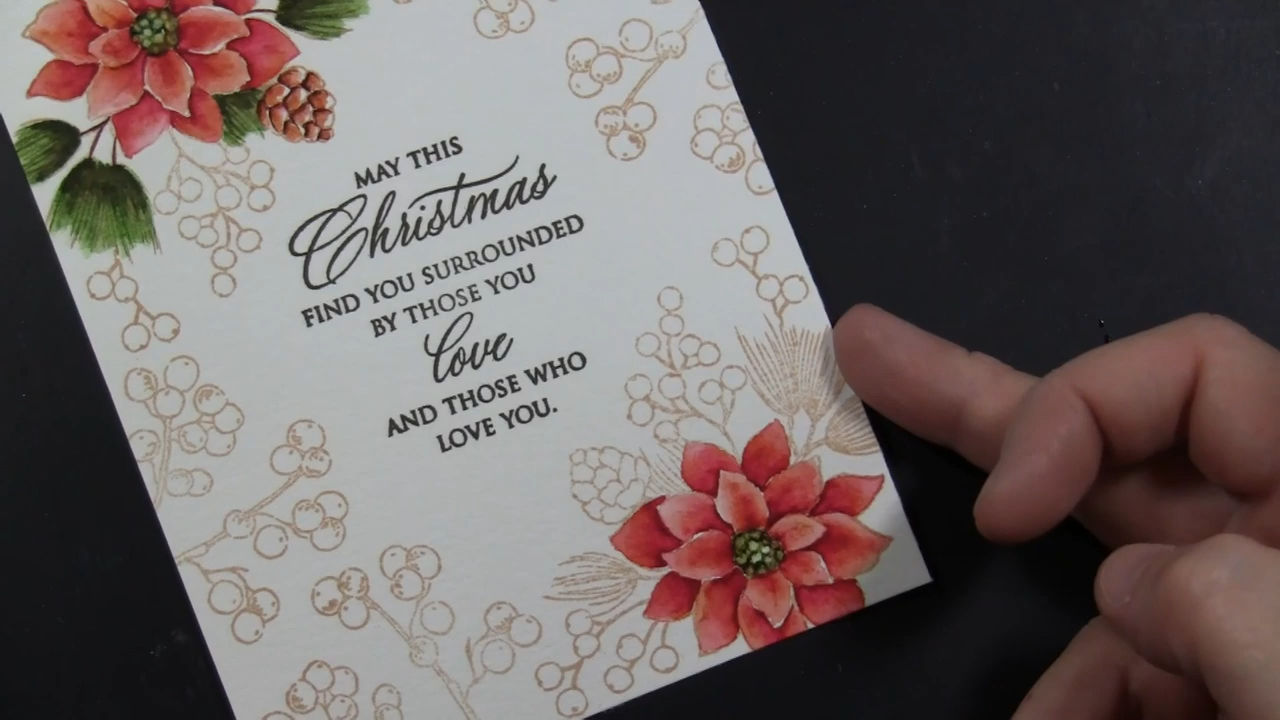 MAY THIS
Christmas
FIND YOU SURROUNDED
BY THOSE YOU
love
AND THOSE WHO
LOVE YOU.